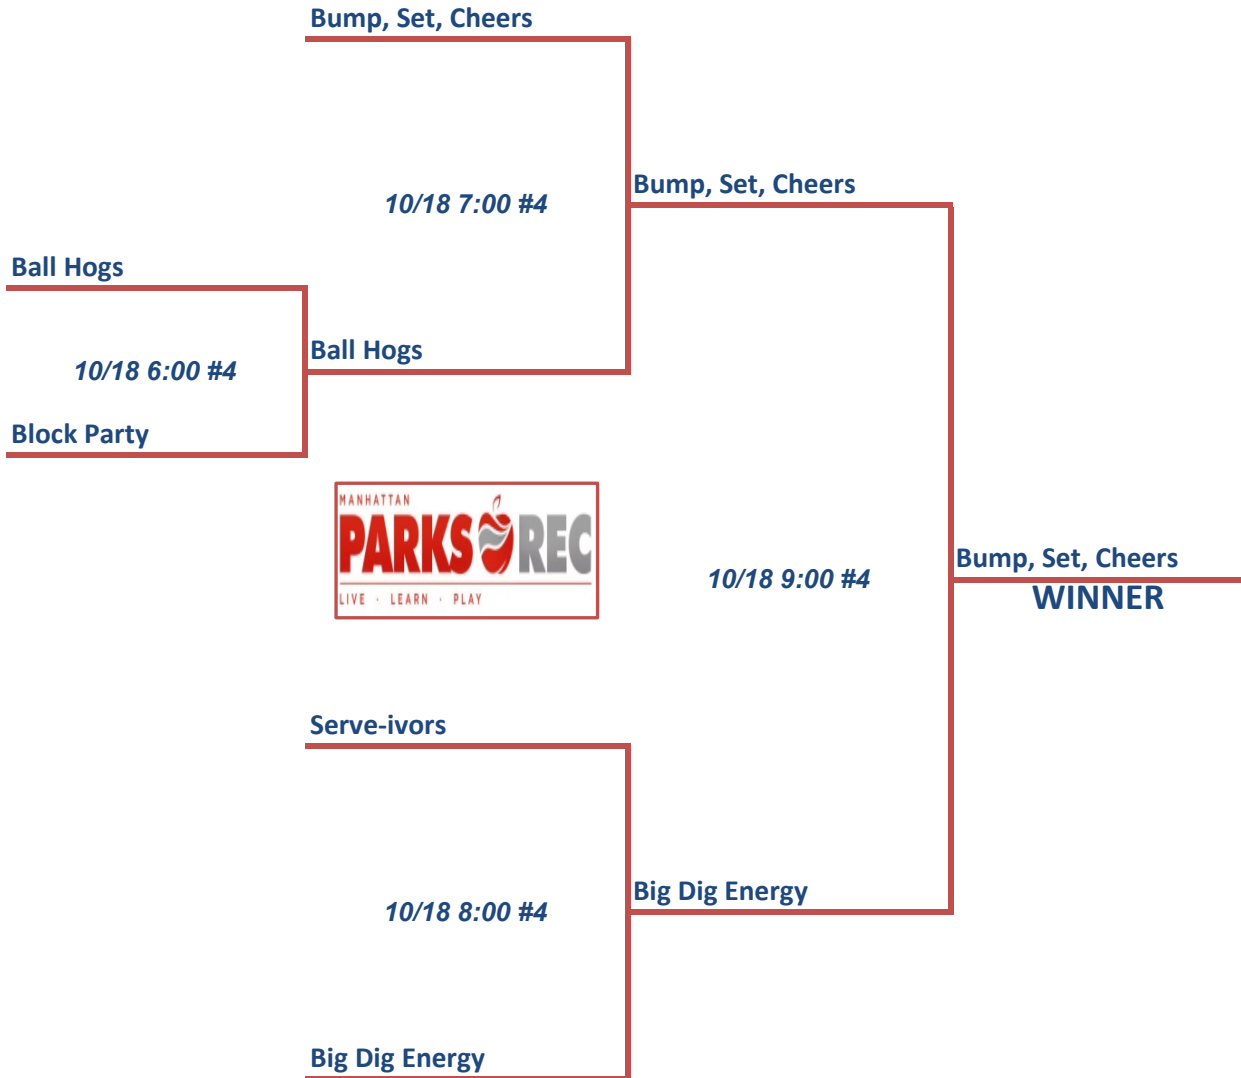 Bump, Set, Cheers
10/18 7:00 #4
Bump, Set, Cheers
Ball Hogs
10/18 6:00 #4
Ball Hogs
Block Party
MANHATTAN
PARKS REC
LIVE · LEARN · PLAY
10/18 9:00 #4
Bump, Set, Cheers
WINNER
Serve-ivors
10/18 8:00 #4
Big Dig Energy
Big Dig Energy